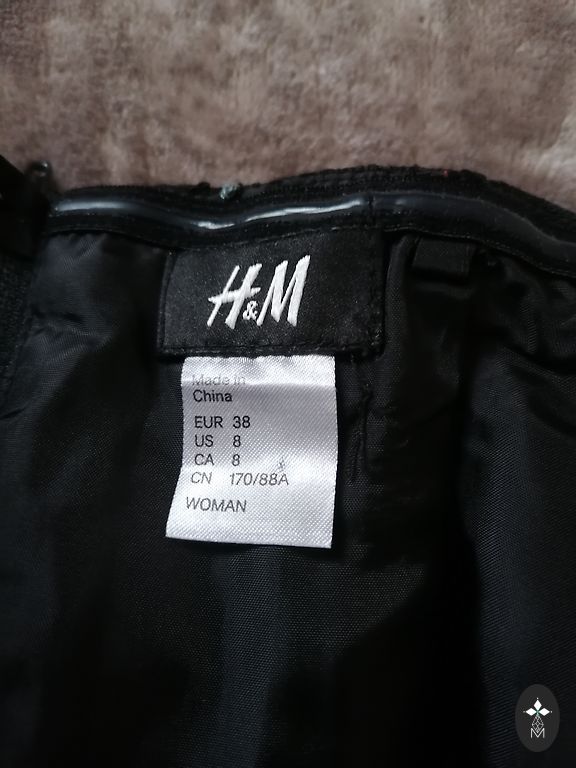 H&M
Made in
China
EUR 38
US 8
CA 8
CN 170/88A
WOMAN
M